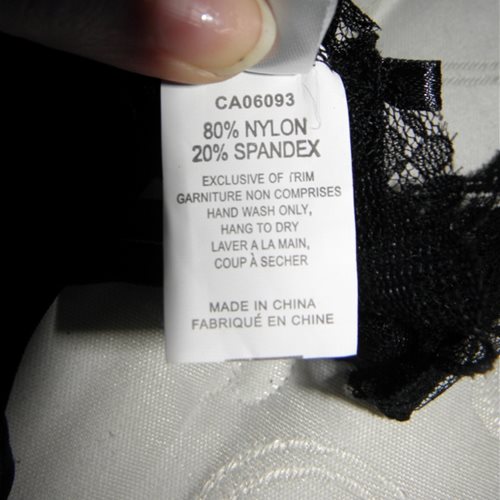 CA06093
80% NYLON
20% SPANDEX
EXCLUSIVE OF TRIM
GARNITURE NON COMPRISES
HAND WASH ONLY,
HANG TO DRY
LAVER A LA MAIN,
COUP À SECHER
MADE IN CHINA
FABRIQUÉ EN CHINE